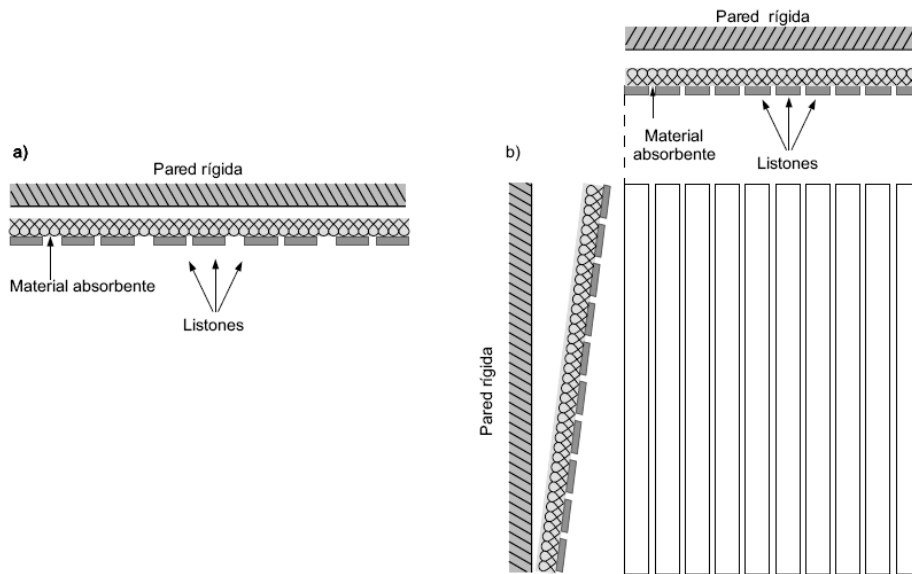 a)
Pared rígida
Material absorbente
Listones
b)
Pared rígida
Material
absorbente
Listones
Pared rígida